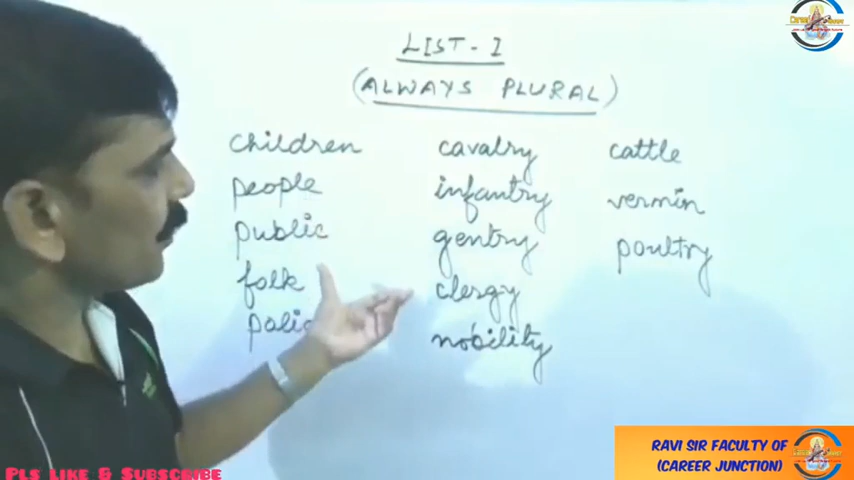 LIST-I
(ALWAYS PLURAL)
children cavalry cattle
people infantry vermin
public gentry poultry
folk clergy
nobility
RAVI SIR FACULTY OF
(CAREER JUNCTION)
PLS LIKE & SUBSCRIBE